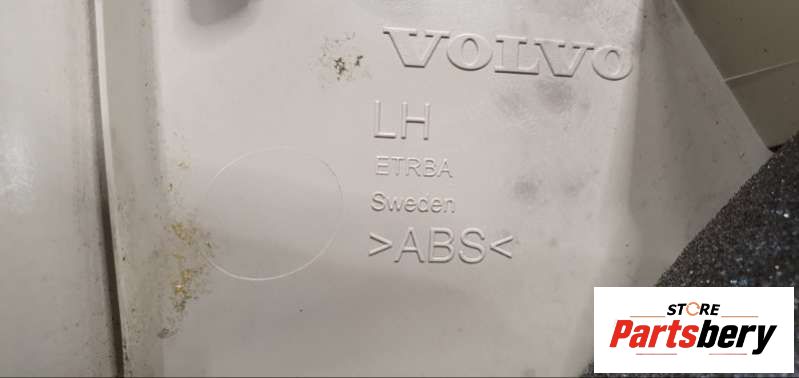 VOLVO
LH
ETRBA
Sweden
>ABS<
STORE
Partsbery